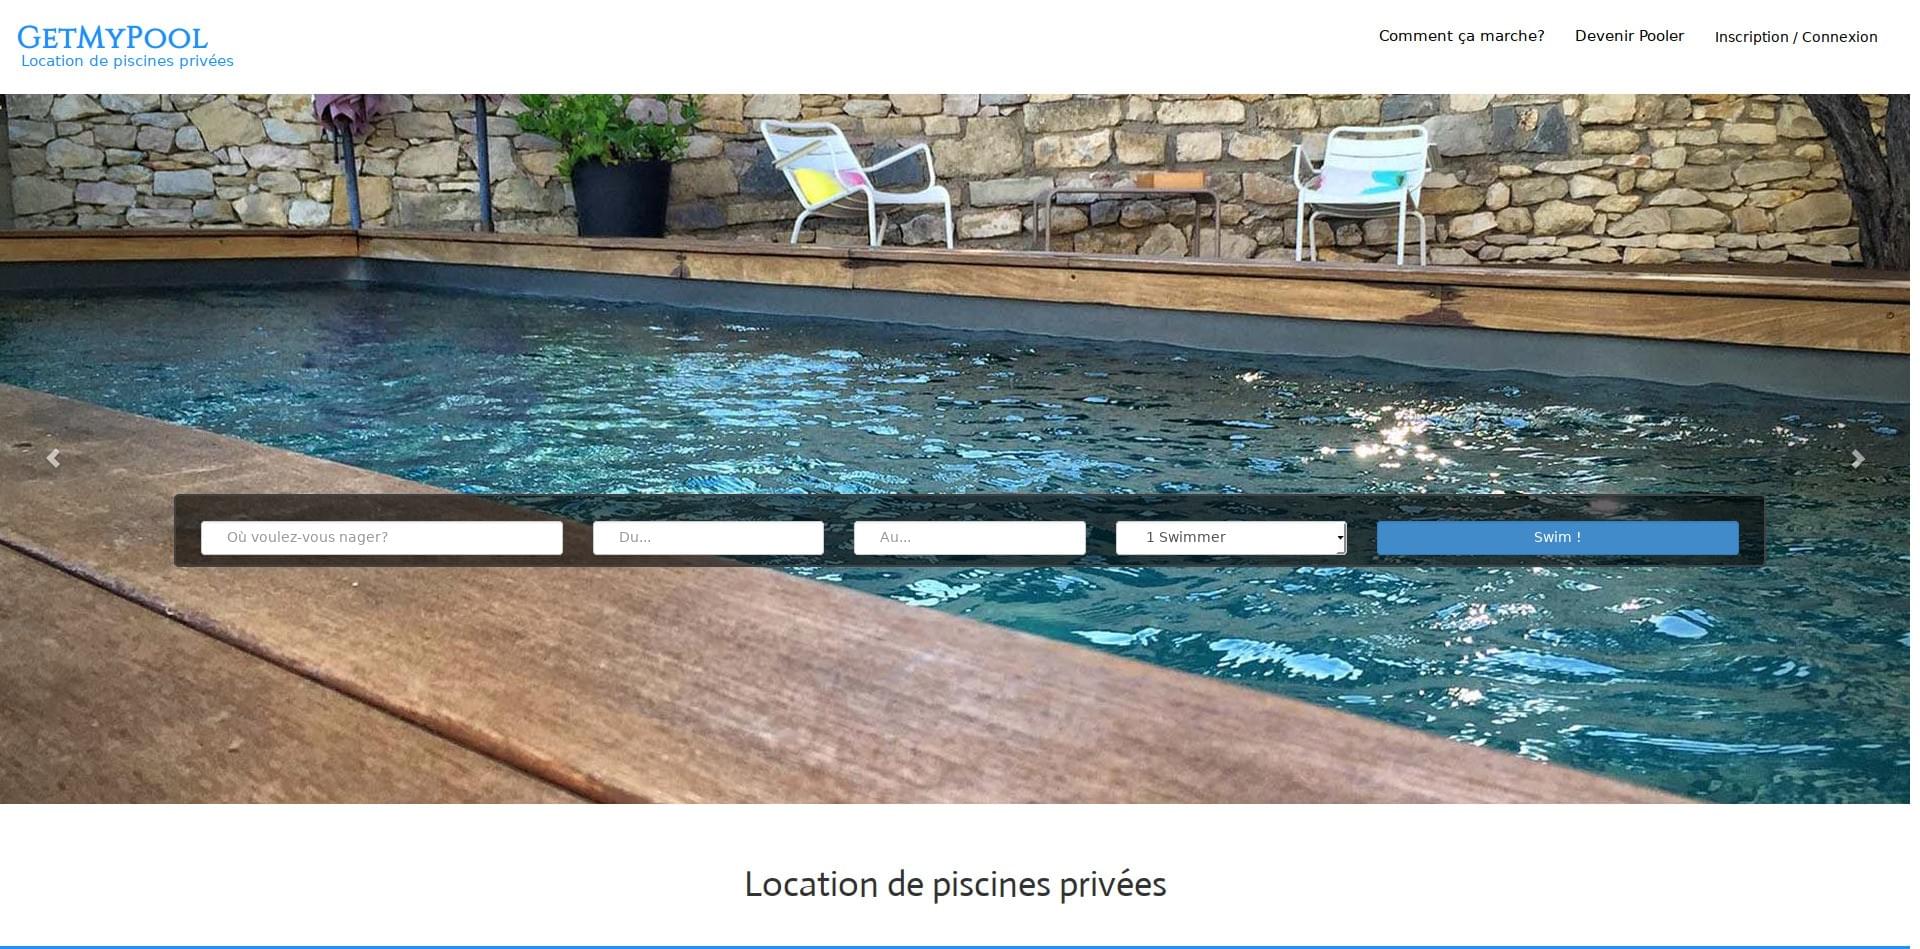 GetMyPool
Location de piscines privées
Comment ça marche?
Devenir Pooler
Inscription / Connexion
Où voulez-vous nager?
Du...
Au...
1 Swimmer
Swim !
Location de piscines privées